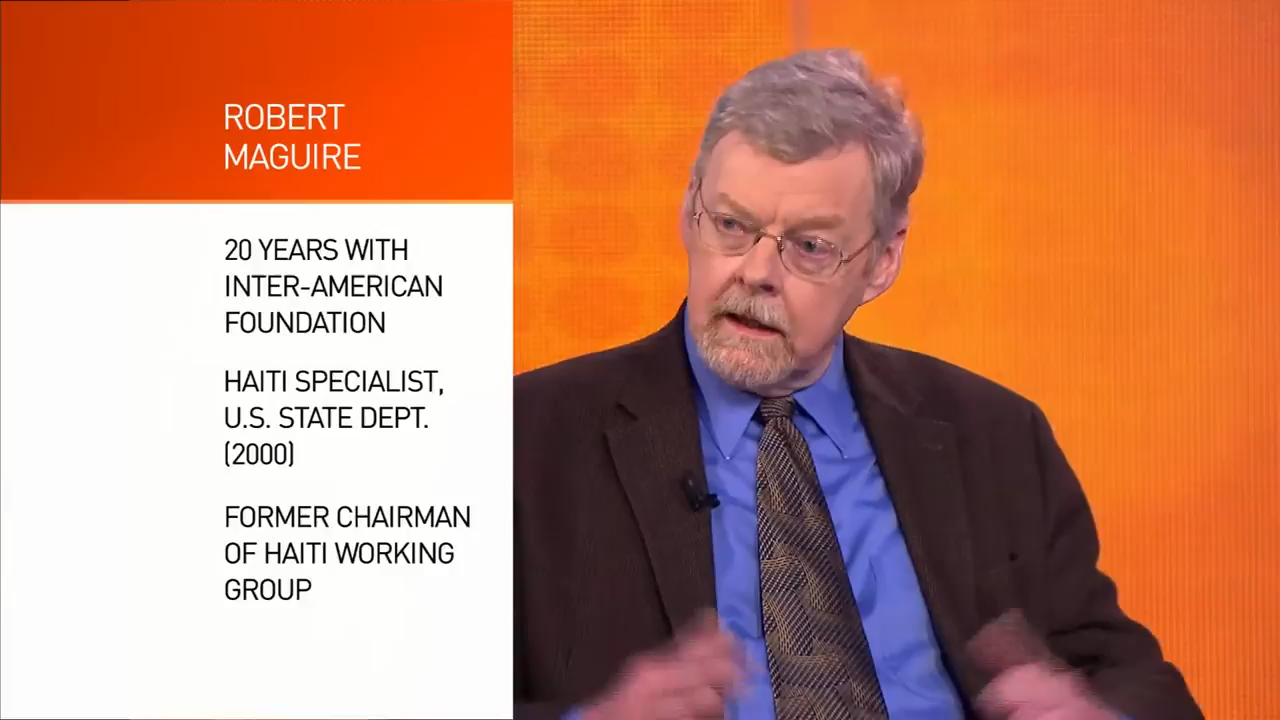 ROBERT
MAGUIRE
20 YEARS WITH
INTER-AMERICAN
FOUNDATION
HAITI SPECIALIST,
U.S. STATE DEPT.
(2000)
FORMER CHAIRMAN
OF HAITI WORKING
GROUP